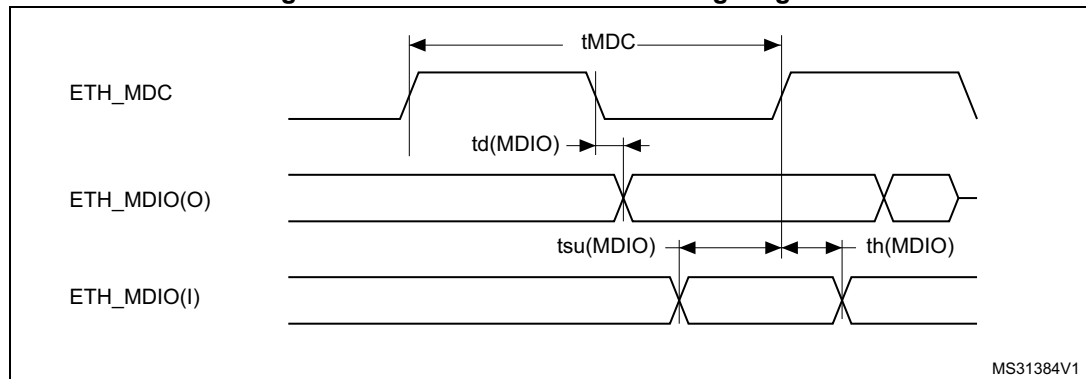 tMDC
ETH_MDC
td(MDIO)
ETH_MDIO(O)
tsu(MDIO) th(MDIO)
ETH_MDIO(I)
MS31384V1